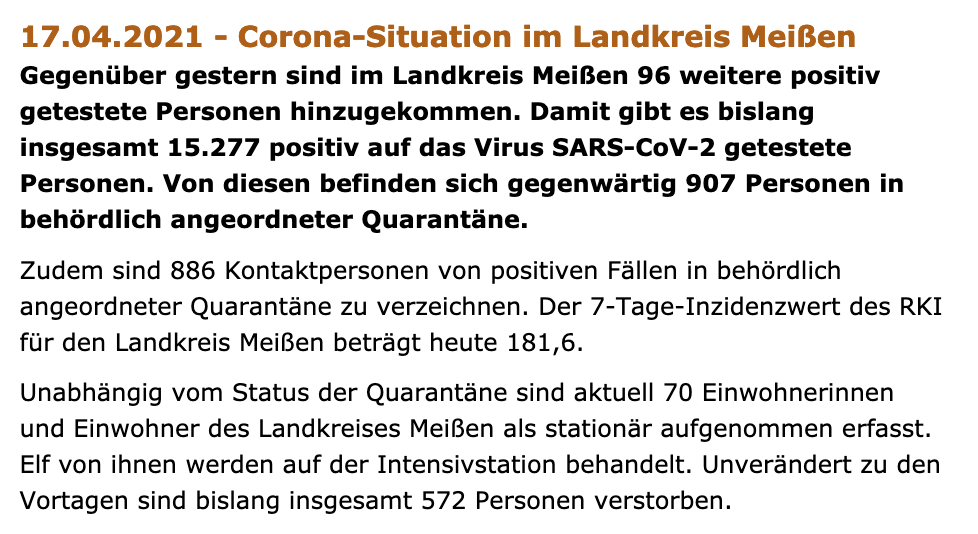 17.04.2021 - Corona-Situation im Landkreis Meißen
Gegenüber gestern sind im Landkreis Meißen 96 weitere positiv
getestete Personen hinzugekommen. Damit gibt es bislang
insgesamt 15.277 positiv auf das Virus SARS-CoV-2 getestete
Personen. Von diesen befinden sich gegenwärtig 907 Personen in
behördlich angeordneter Quarantäne.
Zudem sind 886 Kontaktpersonen von positiven Fällen in behördlich
angeordneter Quarantäne zu verzeichnen. Der 7-Tage-Inzidenzwert des RKI
für den Landkreis Meißen beträgt heute 181,6.
Unabhängig vom Status der Quarantäne sind aktuell 70 Einwohnerinnen
und Einwohner des Landkreises Meißen als stationär aufgenommen erfasst.
Elf von ihnen werden auf der Intensivstation behandelt. Unverändert zu den
Vortagen sind bislang insgesamt 572 Personen verstorben.